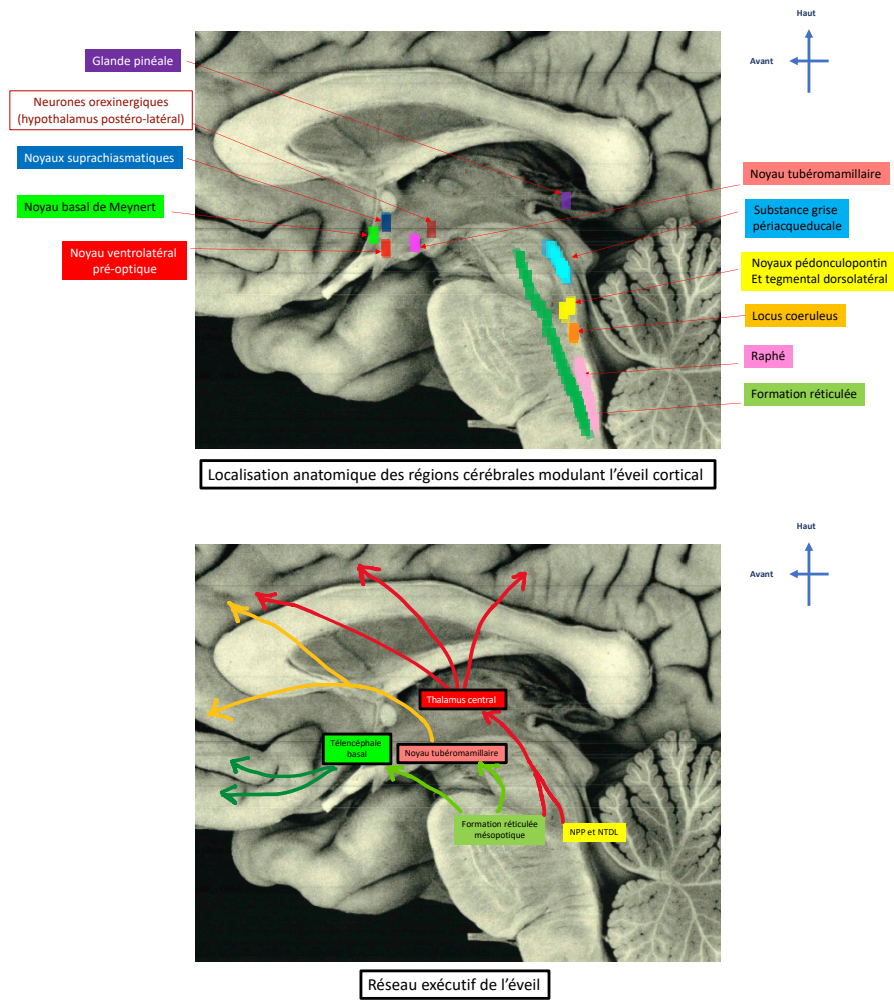 Haut
Avant
Glande pinéale
Neurones orexinergiques
(hypothalamus postéro-latéral)
Noyaux suprachiasmatiques
Noyau basal de Meynert
Noyau ventrolatéral
pré-optique
Noyau tubéromamillaire
Substance grise
périacqueducale
Noyaux pédonculopontin
Et tegmental dorsolatéral
Locus coeruleus
Raphé
Formation réticulée
Localisation anatomique des régions cérébrales modulant l'éveil cortical
Haut
Avant
Thalamus central
Télencéphale
basal
Noyau tubéromamillaire
Formation réticulée
mésopotique
NPP et NTDL
Réseau exécutif de l'éveil